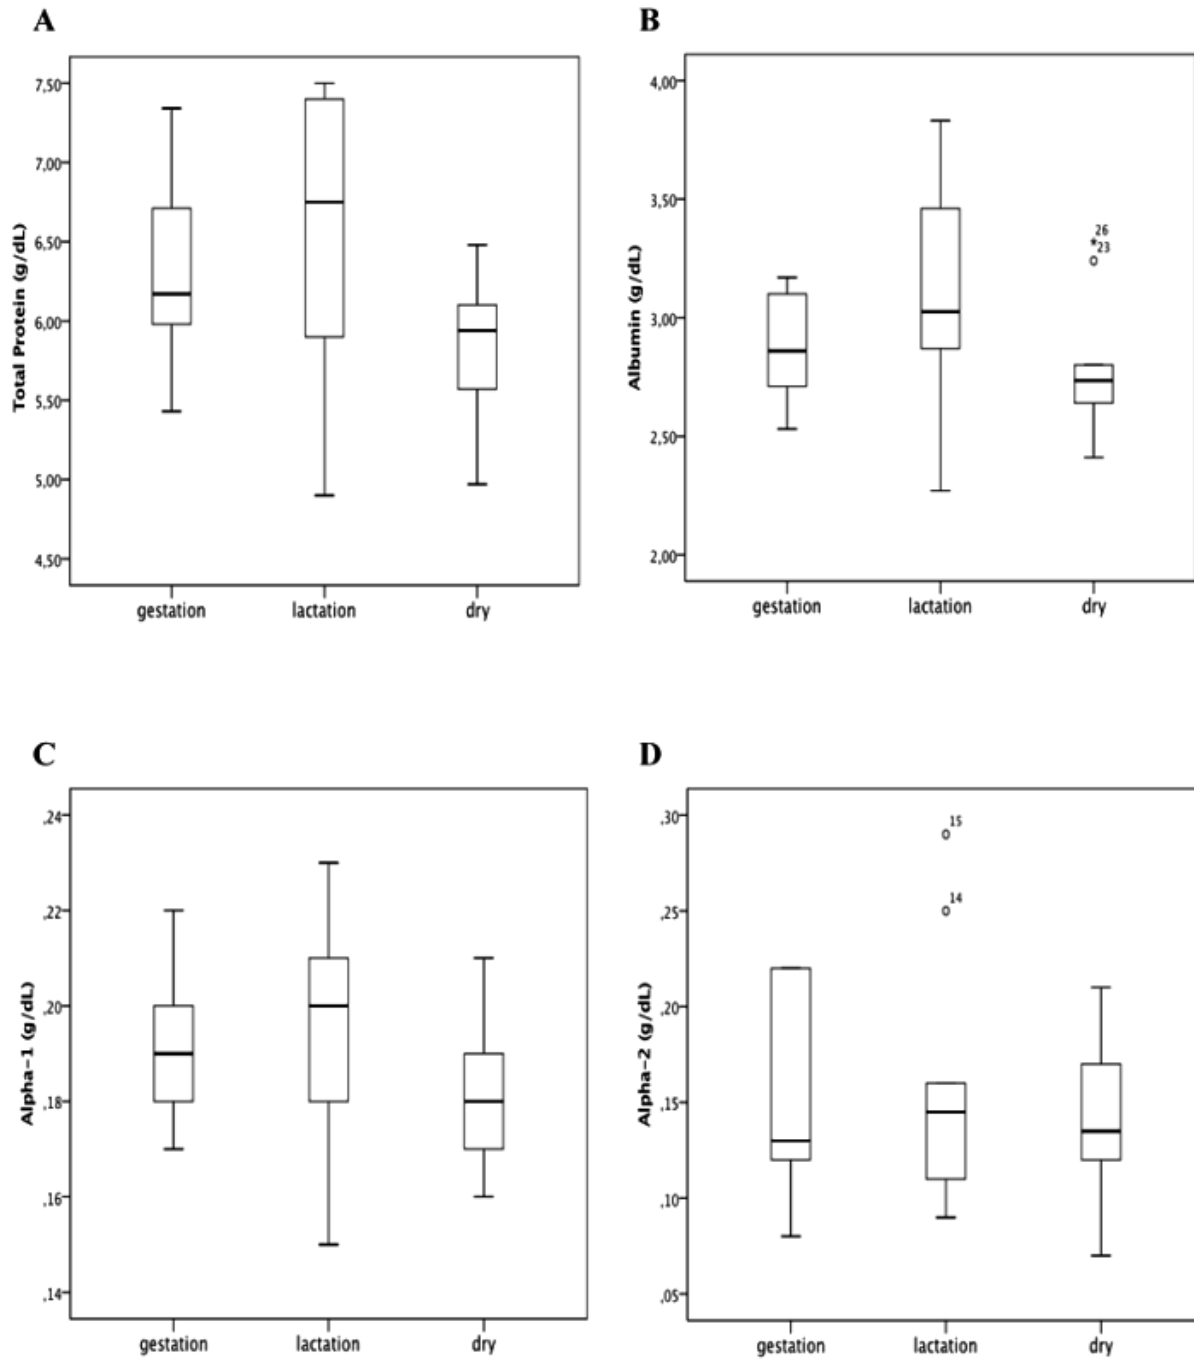 A
Total Protein (g/dL)
7,50
7,00
6,50
6,00
5,50
5,00
4,50
gestation lactation dry
B
Albumin (g/dL)
4,00
3,50
3,00
2,50
2,00
26
*23
gestation lactation dry
C
Alpha-1 (g/dL)
,24
,22
,20
,18
,16
,14
gestation lactation dry
D
Alpha-2 (g/dL)
,30
,25
,20
,15
,10
,05
15
14
gestation lactation dry